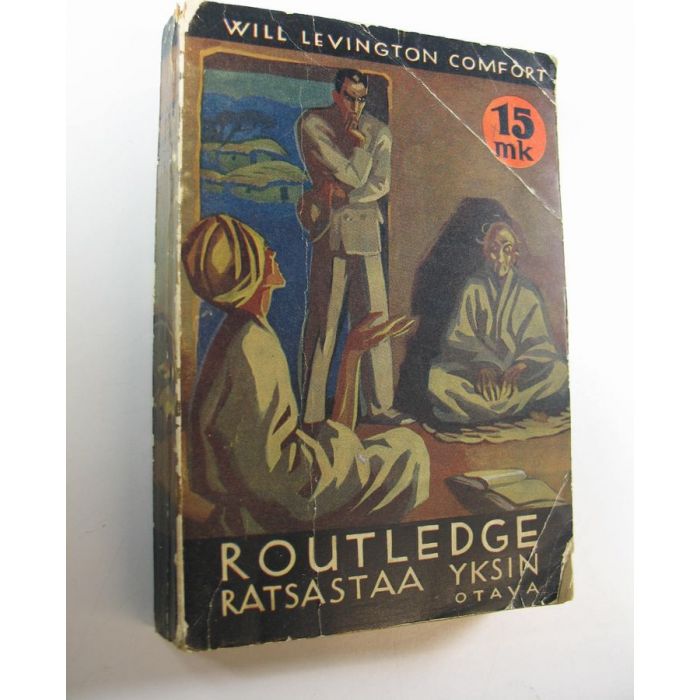 WILL LEVINGTON COMFORT
15
mk
ROUTLEDGE
RATSASTAA YKSIN
OTAVA